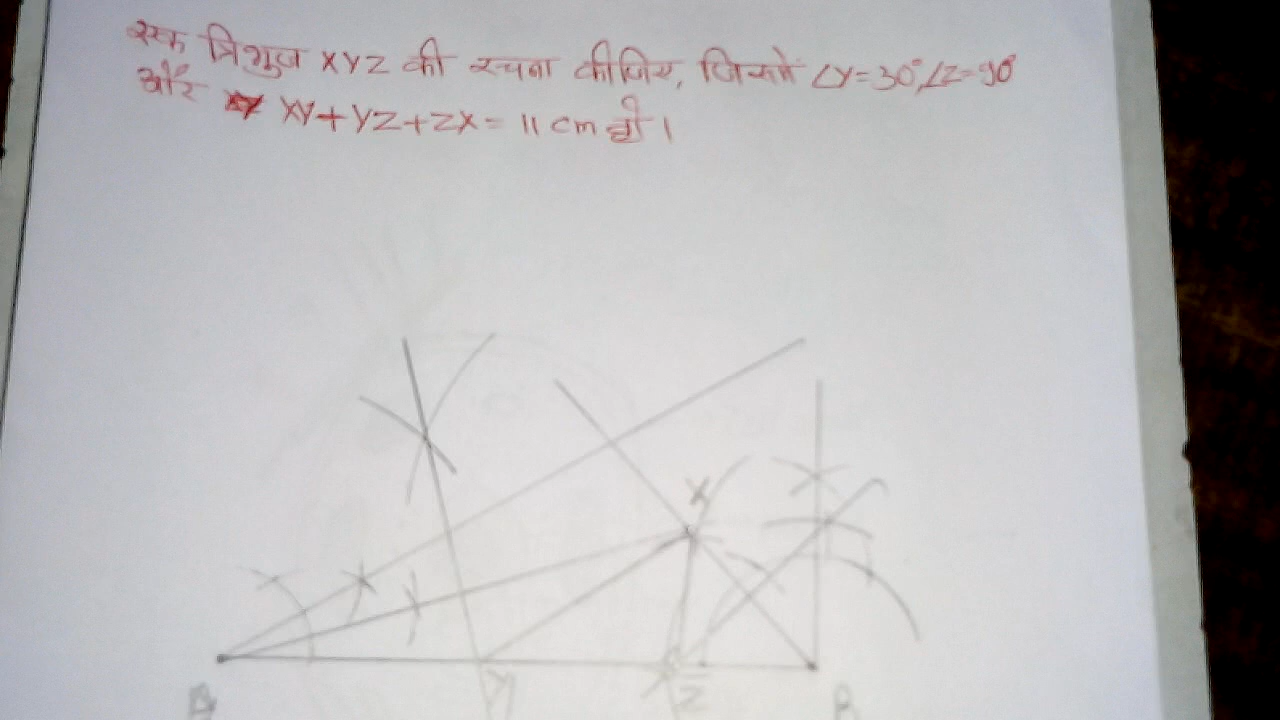 एक त्रिभुज XYZ की रचना कीजिए, जिसमें ∠Y=30°,∠Z=90°
और XY+YZ+ZX= 11 cm हो।
X
Y
Z